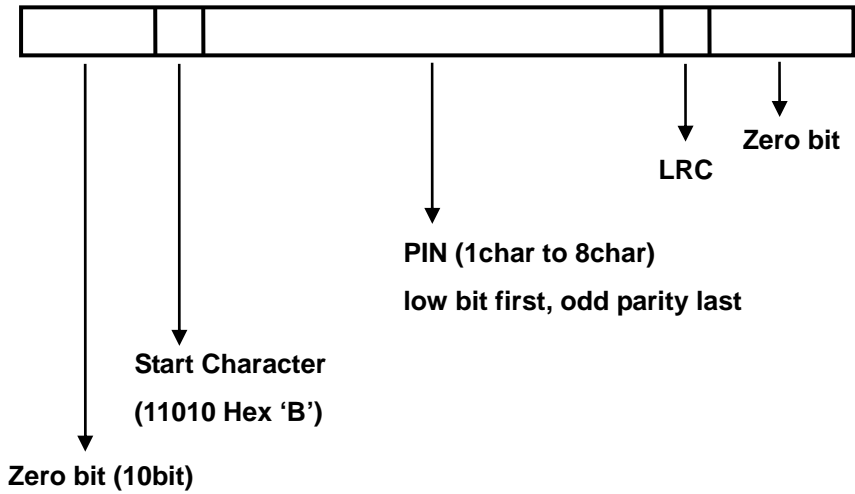 Zero bit
LRC
PIN (1char to 8char)
low bit first, odd parity last
Start Character
(11010 Hex ‘B’)
Zero bit (10bit)